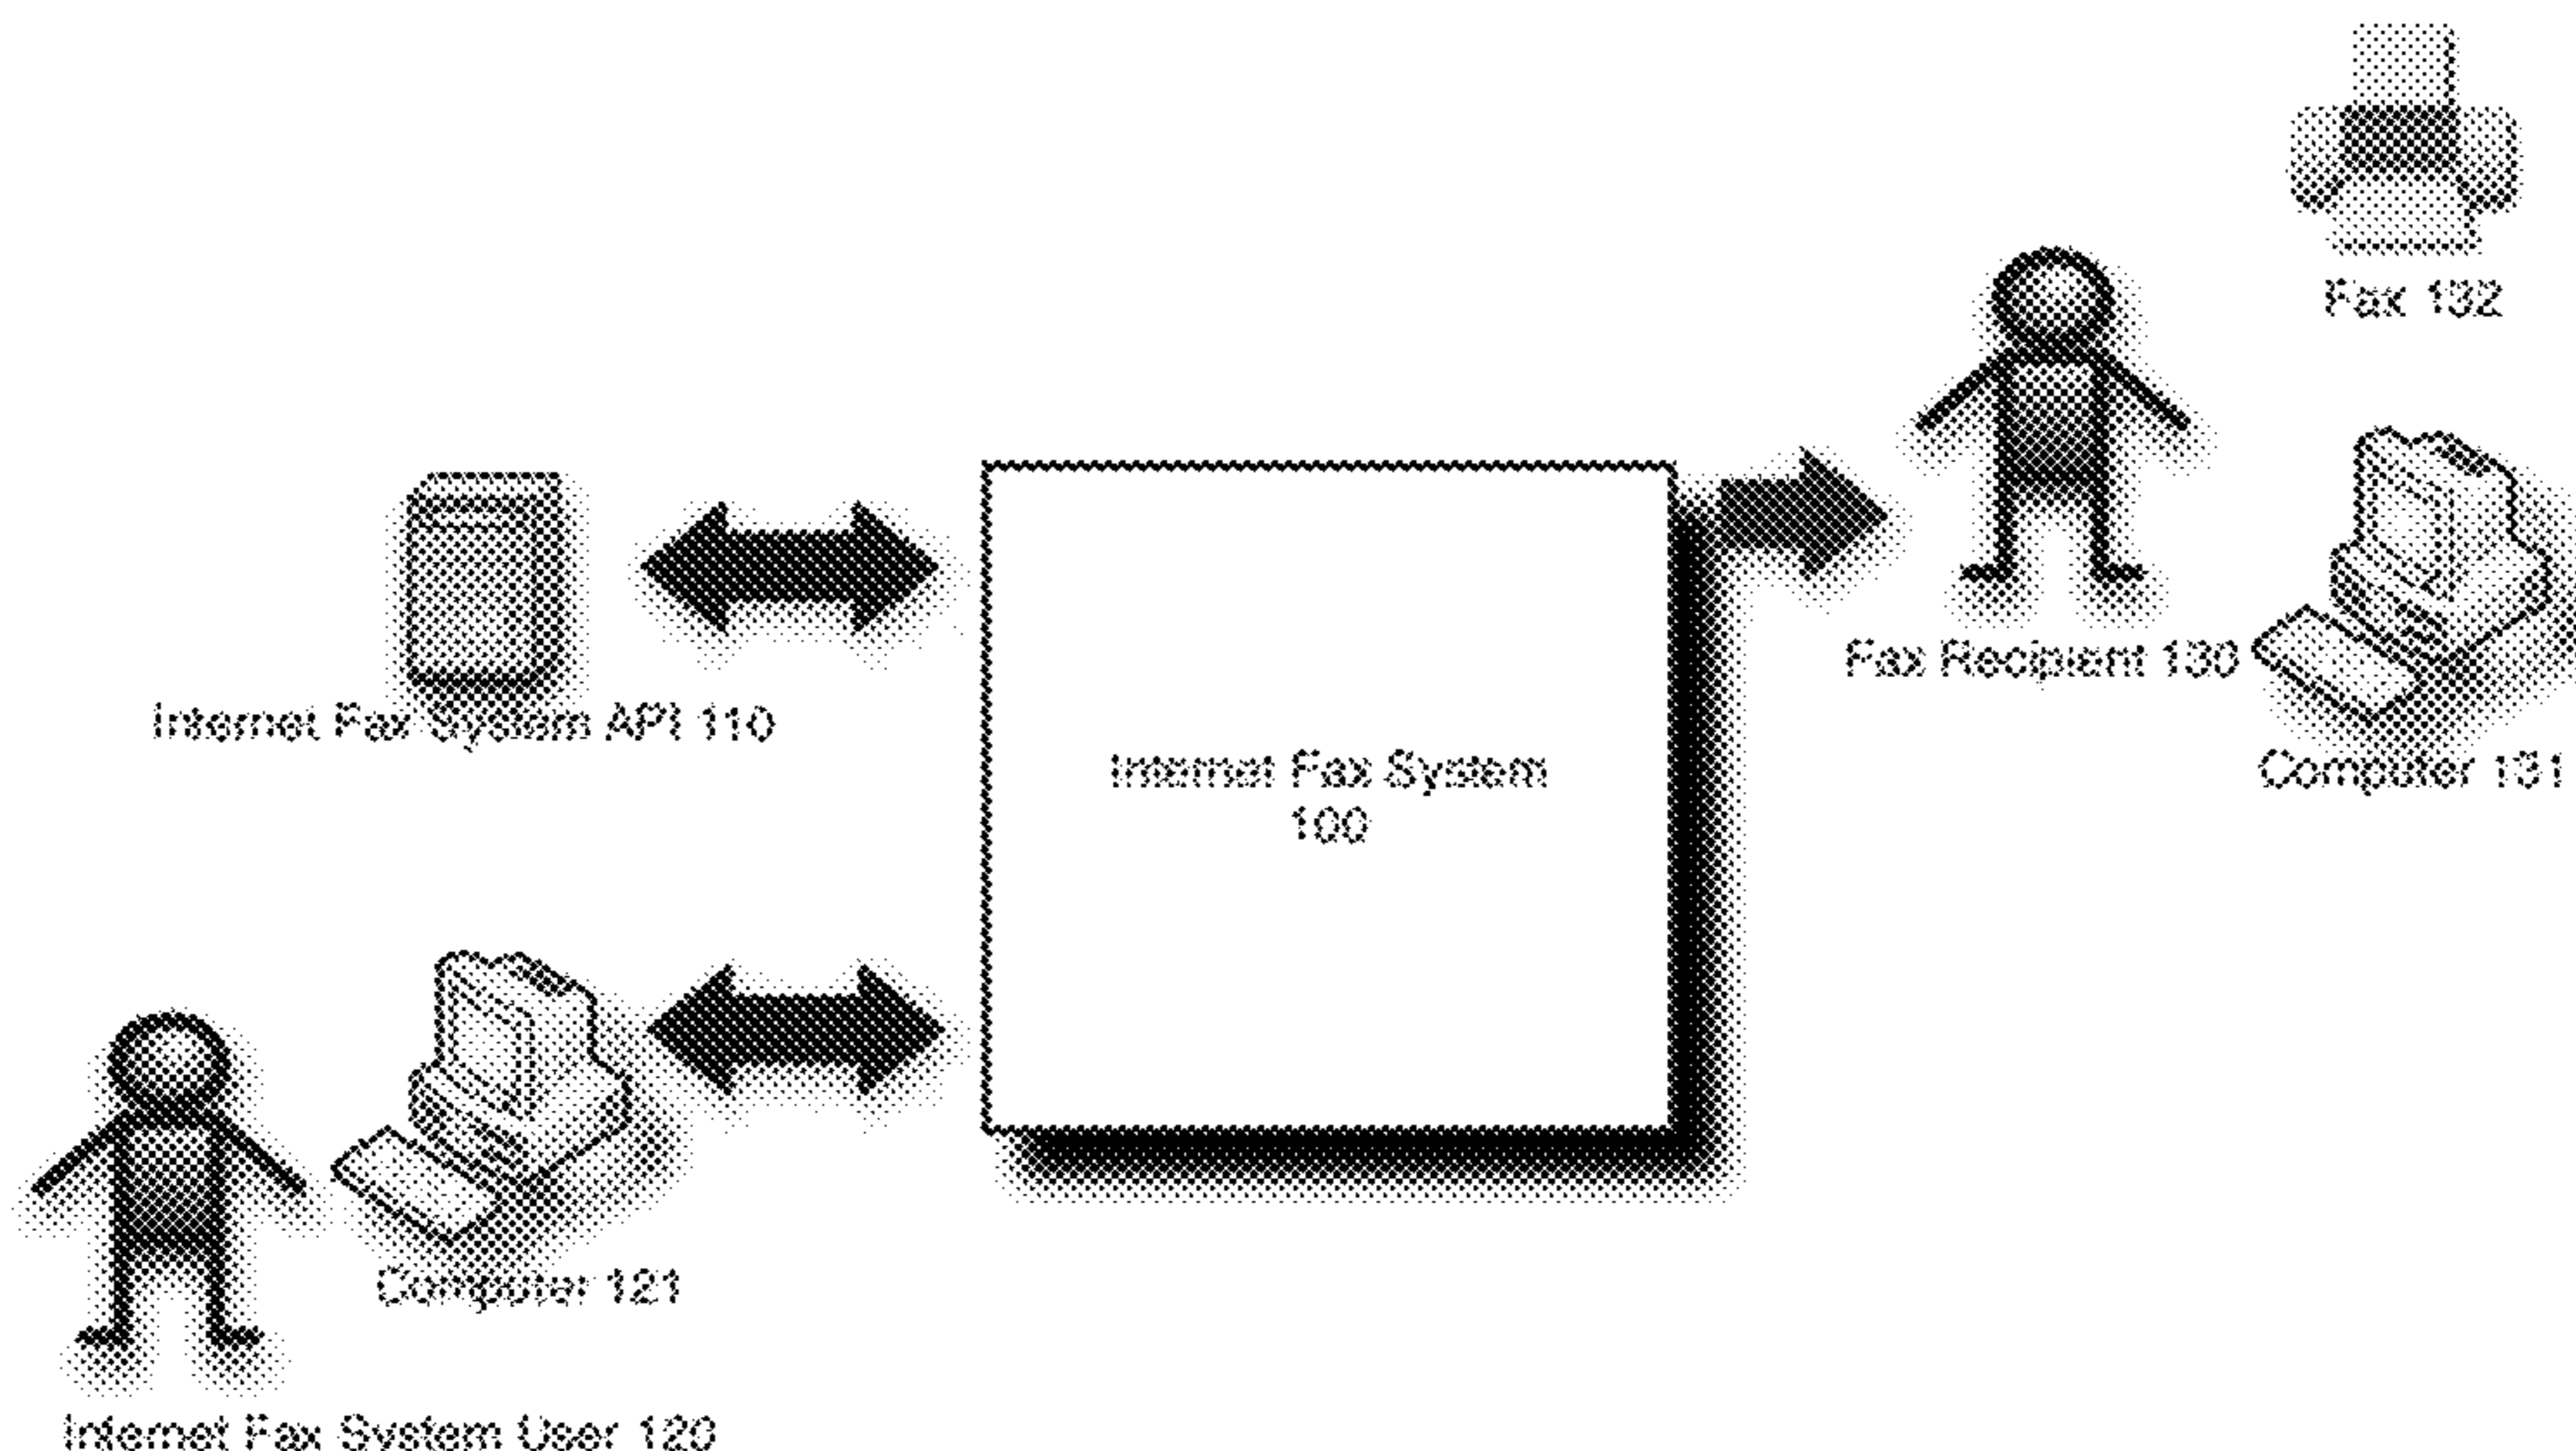 Fax 132
Fax Recipient 130
Internet Fax System API 110
Internet Fax System
100
Computer 131
Computer 121
Internet Fax System User 120